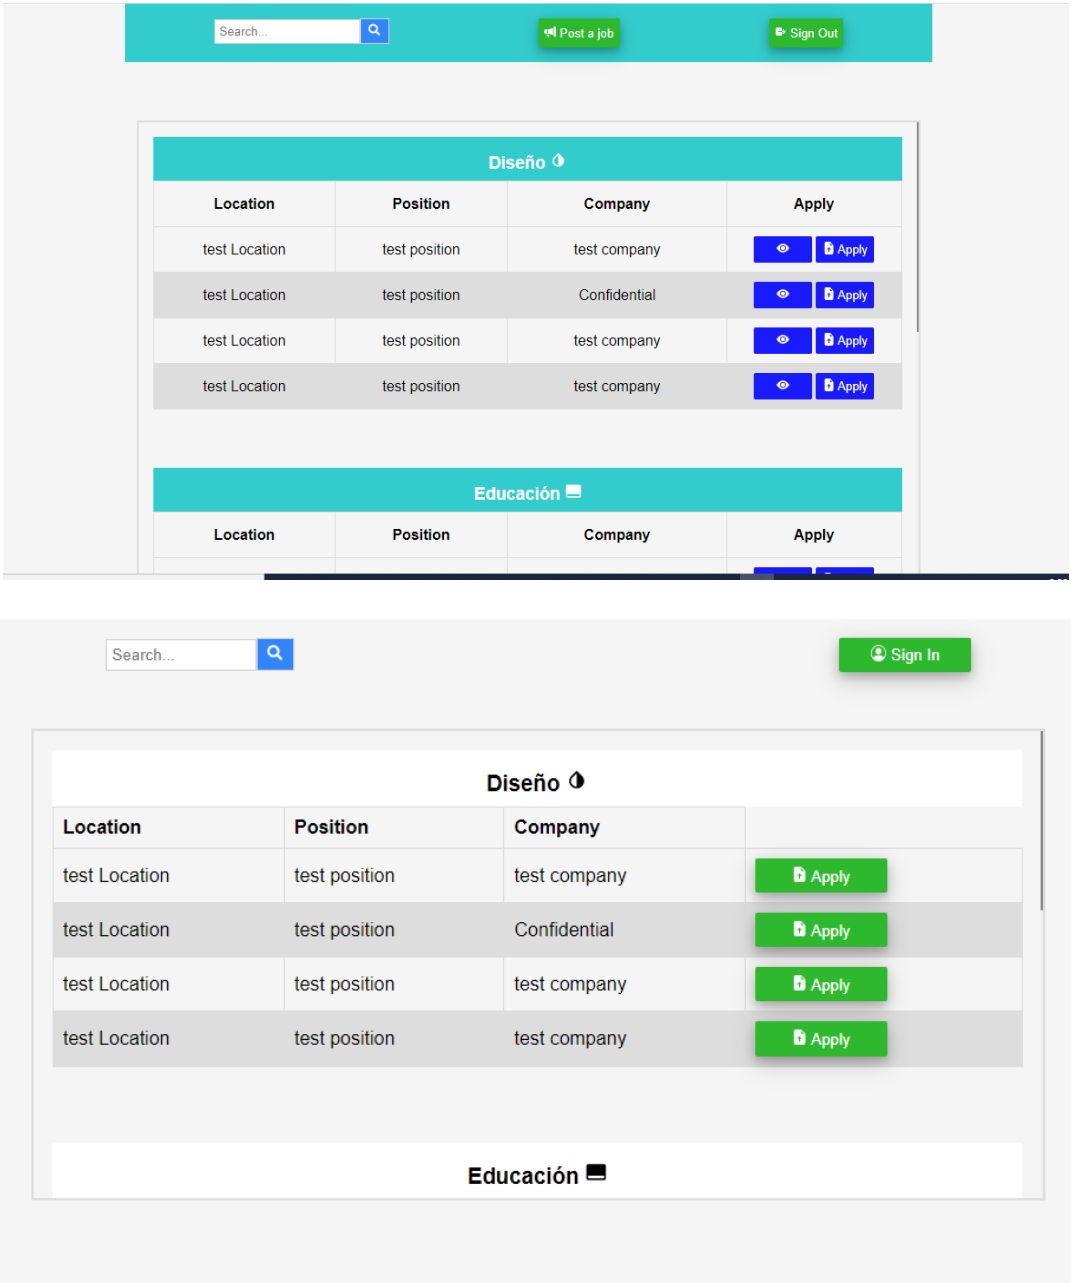 Search... Post a job Sign Out
Diseño
Location Position Company Apply
test Location test position test company Apply
test Location test position Confidential Apply
test Location test position test company Apply
test Location test position test company Apply
Educación
Location Position Company Apply
Search... Sign In
Diseño
Location Position Company
test Location test position test company Apply
test Location test position Confidential Apply
test Location test position test company Apply
test Location test position test company Apply
Educación